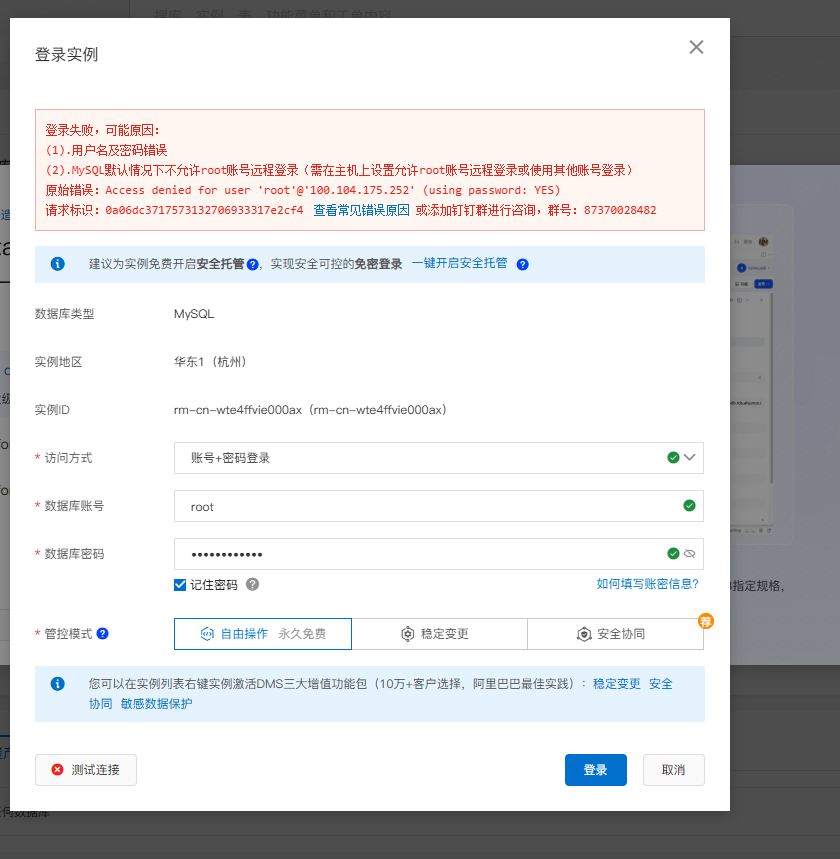 登录实例
登录失败，可能原因：
(1).用户名及密码错误
(2).MySQL默认情况下不允许root账号远程登录（需在主机上设置允许root账号远程登录或使用其他账号登录）
原始错误：Access denied for user 'root'@'100.104.175.252' (using password: YES)
请求标识：0a06dc3717573132706933317e2cf4 查看常见错误原因 或添加钉钉群进行咨询，群号：87370028482
建议为实例免费开启安全托管?，实现安全可控的免密登录 一键开启安全托管 ?
数据库类型 MySQL
实例地区 华东1（杭州）
实例ID rm-cn-wte4ffvie000ax（rm-cn-wte4ffvie000ax）
* 访问方式 账号+密码登录
* 数据库账号 root
* 数据库密码 ••••••••••••
记住密码 ? 如何填写账密信息?
* 管控模式 ? 自由操作 永久免费 稳定变更 安全协同 荐
您可以在实例列表右键实例激活DMS三大增值功能包（10万+客户选择，阿里巴巴最佳实践）：稳定变更 安全
协同 敏感数据保护
测试连接 登录 取消
指定规格，